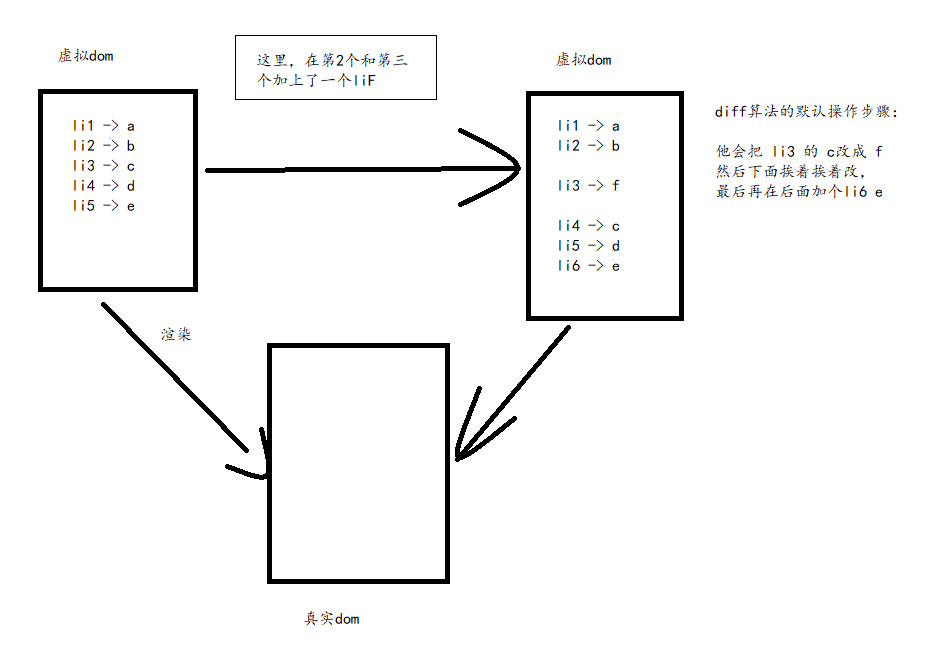 虚拟dom
li1 -> a
li2 -> b
li3 -> c
li4 -> d
li5 -> e
这里, 在第2个和第三
个加上了一个liF
虚拟dom
li1 -> a
li2 -> b
li3 -> f
li4 -> c
li5 -> d
li6 -> e
diff算法的默认操作步骤:
他会把 li3 的 c改成 f
然后下面挨着挨着改,
最后再在后面加个li6 e
渲染
真实dom